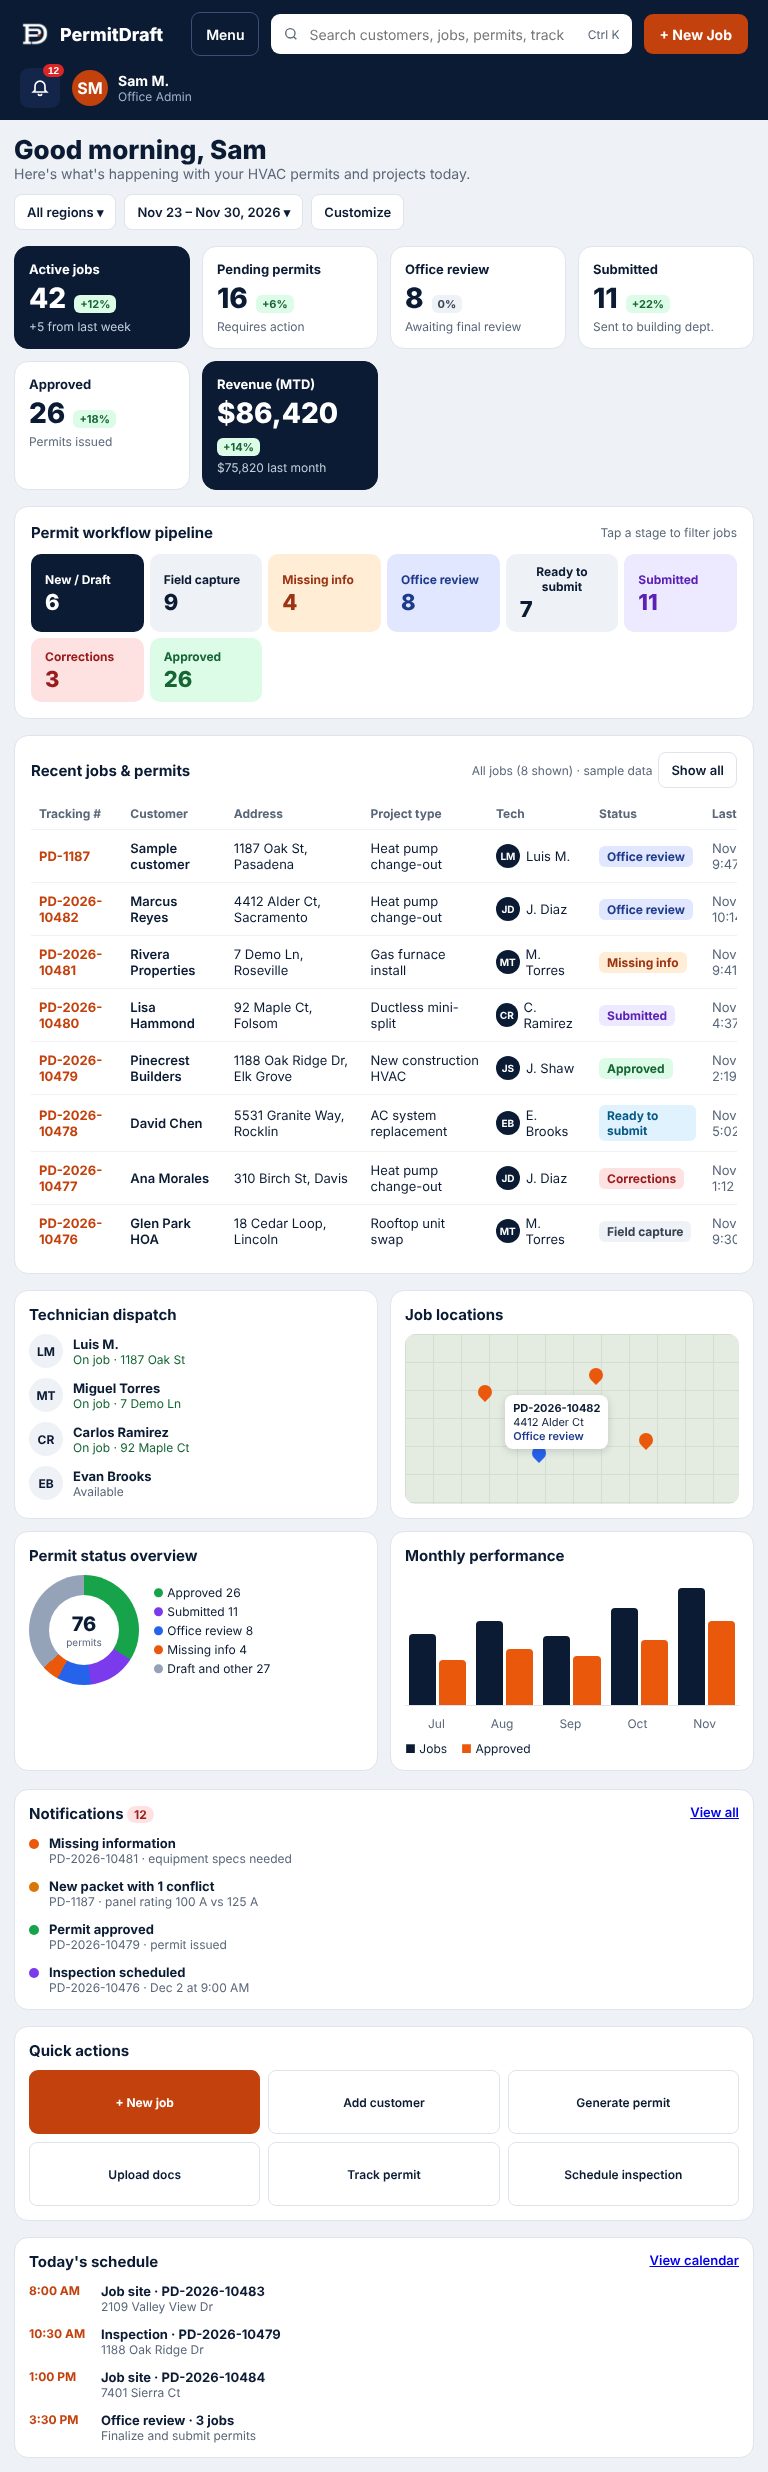 PermitDraft
Menu
Search customers, jobs, permits, track
Ctrl K
+ New Job
12
SM
Sam M.
Office Admin
Good morning, Sam
Here's what's happening with your HVAC permits and projects today.
All regions ▾
Nov 23 – Nov 30, 2026 ▾
Customize
Active jobs
42 +12%
+5 from last week
Pending permits
16 +6%
Requires action
Office review
8 0%
Awaiting final review
Submitted
11 +22%
Sent to building dept.
Approved
26 +18%
Permits issued
Revenue (MTD)
$86,420
+14%
$75,820 last month
Permit workflow pipeline
Tap a stage to filter jobs
New / Draft
6
Field capture
9
Missing info
4
Office review
8
Ready to
submit
7
Submitted
11
Corrections
3
Approved
26
Recent jobs & permits
All jobs (8 shown) · sample data
Show all
Tracking # Customer Address Project type Tech Status Last
PD-1187
Sample
customer
1187 Oak St,
Pasadena
Heat pump
change-out
LM Luis M.
Office review
Nov
9:47
PD-2026-
10482
Marcus
Reyes
4412 Alder Ct,
Sacramento
Heat pump
change-out
JD J. Diaz
Office review
Nov
10:14
PD-2026-
10481
Rivera
Properties
7 Demo Ln,
Roseville
Gas furnace
install
MT M.
Torres
Missing info
Nov
9:41
PD-2026-
10480
Lisa
Hammond
92 Maple Ct,
Folsom
Ductless mini-
split
CR C.
Ramirez
Submitted
Nov
4:37
PD-2026-
10479
Pinecrest
Builders
1188 Oak Ridge Dr,
Elk Grove
New construction
HVAC
JS J. Shaw
Approved
Nov
2:19
PD-2026-
10478
David Chen
5531 Granite Way,
Rocklin
AC system
replacement
EB E.
Brooks
Ready to
submit
Nov
5:02
PD-2026-
10477
Ana Morales
310 Birch St, Davis
Heat pump
change-out
JD J. Diaz
Corrections
Nov
1:12
PD-2026-
10476
Glen Park
HOA
18 Cedar Loop,
Lincoln
Rooftop unit
swap
MT M.
Torres
Field capture
Nov
9:30
Technician dispatch
LM
Luis M.
On job · 1187 Oak St
MT
Miguel Torres
On job · 7 Demo Ln
CR
Carlos Ramirez
On job · 92 Maple Ct
EB
Evan Brooks
Available
Job locations
PD-2026-10482
4412 Alder Ct
Office review
Permit status overview
76
permits
Approved 26
Submitted 11
Office review 8
Missing info 4
Draft and other 27
Monthly performance
Jul Aug Sep Oct Nov
Jobs Approved
Notifications 12
View all
Missing information
PD-2026-10481 · equipment specs needed
New packet with 1 conflict
PD-1187 · panel rating 100 A vs 125 A
Permit approved
PD-2026-10479 · permit issued
Inspection scheduled
PD-2026-10476 · Dec 2 at 9:00 AM
Quick actions
+ New job
Add customer
Generate permit
Upload docs
Track permit
Schedule inspection
Today's schedule
View calendar
8:00 AM Job site · PD-2026-10483
2109 Valley View Dr
10:30 AM Inspection · PD-2026-10479
1188 Oak Ridge Dr
1:00 PM Job site · PD-2026-10484
7401 Sierra Ct
3:30 PM Office review · 3 jobs
Finalize and submit permits